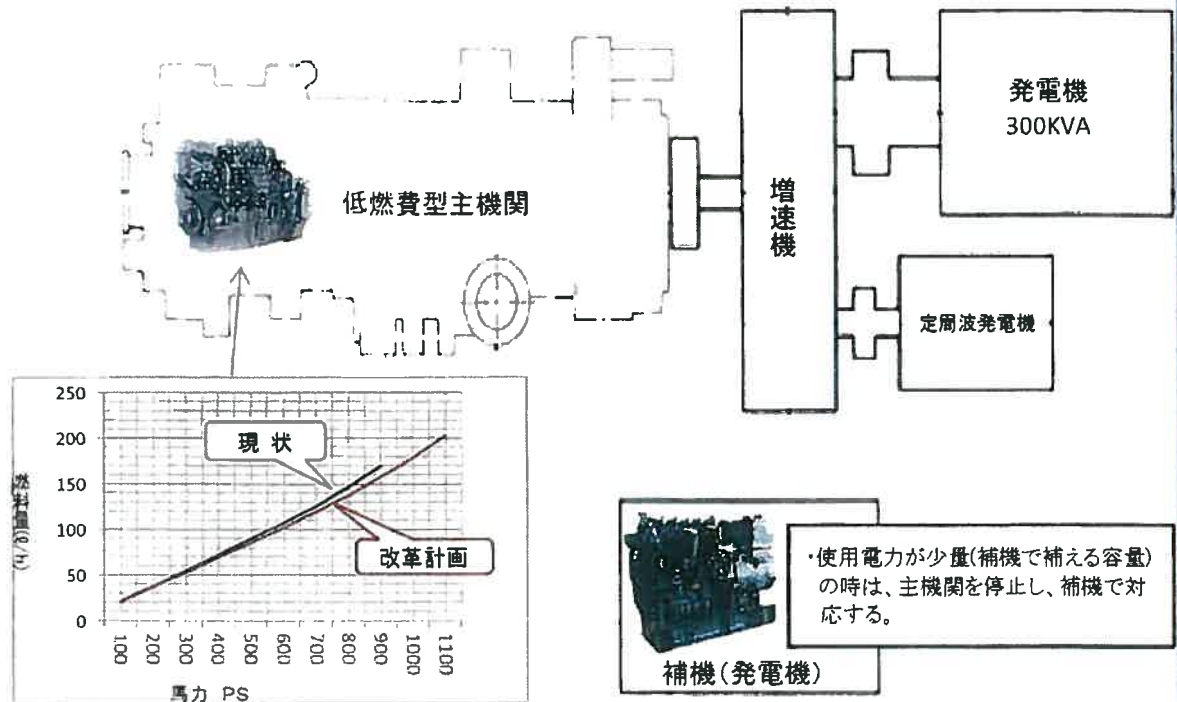 低燃費型主機関
増速機
発電機
300KVA
定周波発電機
250
200
150
100
50
0
現 状
改革計画
燃料量(ℓ/h)
100
200
300
400
500
600
700
800
900
1000
1100
馬力 PS
・使用電力が少量(補機で補える容量)
の時は、主機関を停止し、補機で対
応する。
補機(発電機)